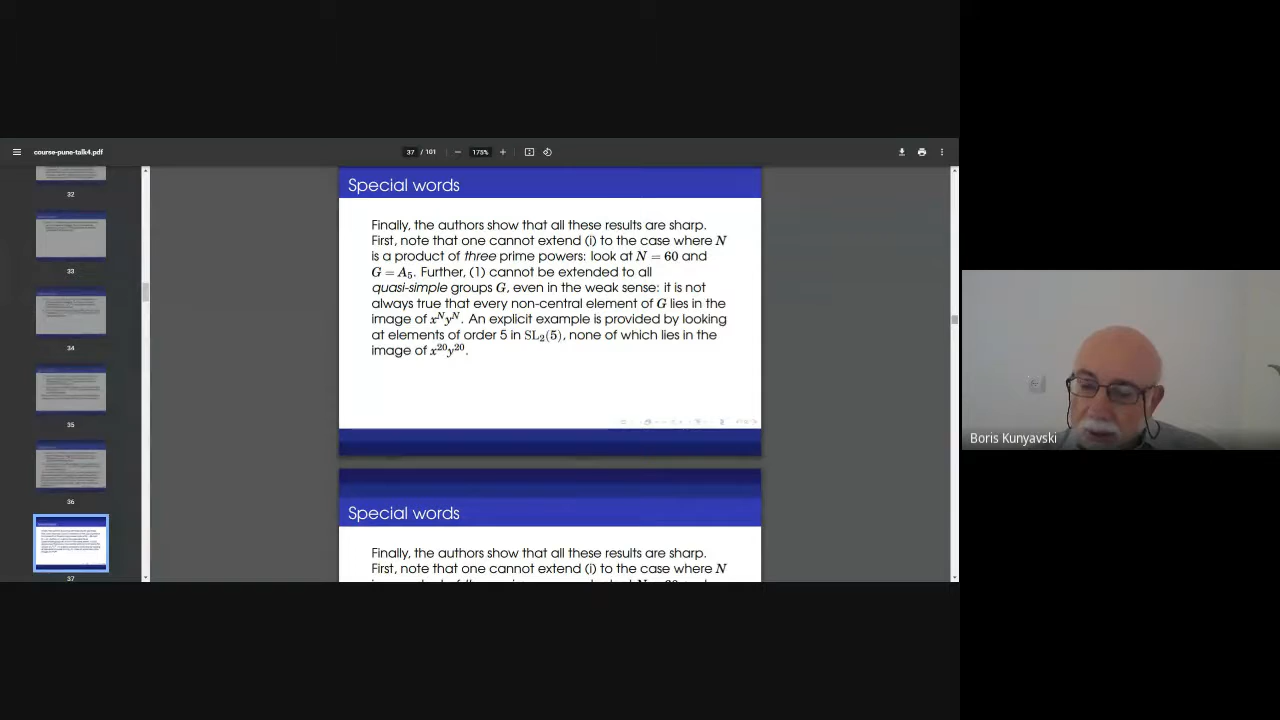 course-pune-talk4.pdf
37 / 101
175%
32
33
34
35
36
37
Special words
Finally, the authors show that all these results are sharp.
First, note that one cannot extend (i) to the case where N
is a product of three prime powers: look at N = 60 and
G = A₅. Further, (1) cannot be extended to all
quasi-simple groups G, even in the weak sense: it is not
always true that every non-central element of G lies in the
image of xᴺyᴺ. An explicit example is provided by looking
at elements of order 5 in SL₂(5), none of which lies in the
image of x²⁰y²⁰.
Special words
Finally, the authors show that all these results are sharp.
First, note that one cannot extend (i) to the case where N
Boris Kunyavski